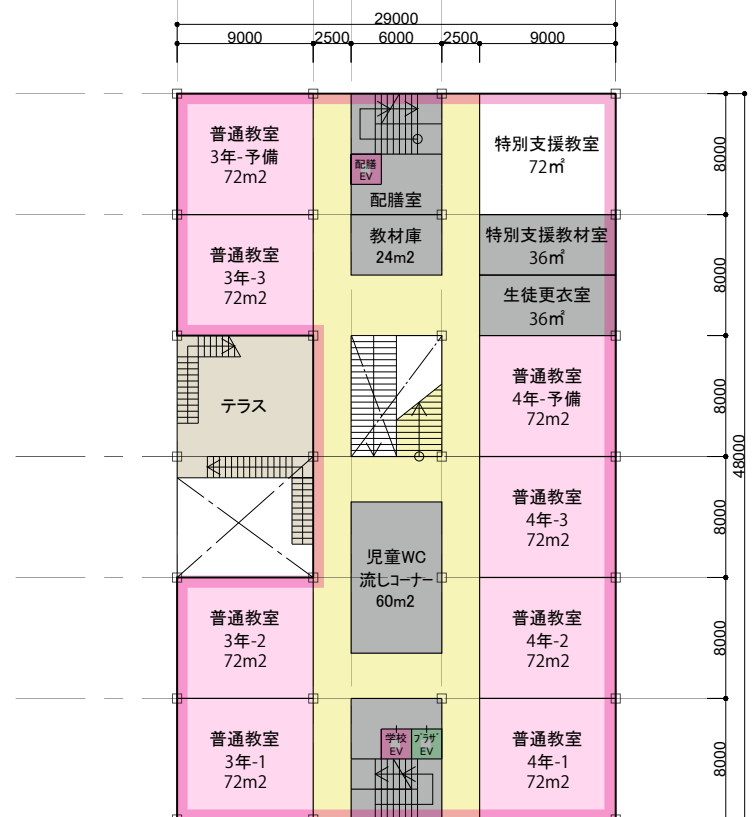 29000
9000
2500
6000
2500
9000
普通教室
3年-予備
72m2
配膳
EV
配膳室
特別支援教室
72㎡
8000
普通教室
3年-3
72m2
教材庫
24m2
特別支援教材室
36㎡
生徒更衣室
36㎡
8000
テラス
普通教室
4年-予備
72m2
8000
48000
児童WC
流しコーナー
60m2
普通教室
4年-3
72m2
8000
普通教室
3年-2
72m2
普通教室
4年-2
72m2
8000
普通教室
3年-1
72m2
学校
EV
プラザ
EV
普通教室
4年-1
72m2
8000